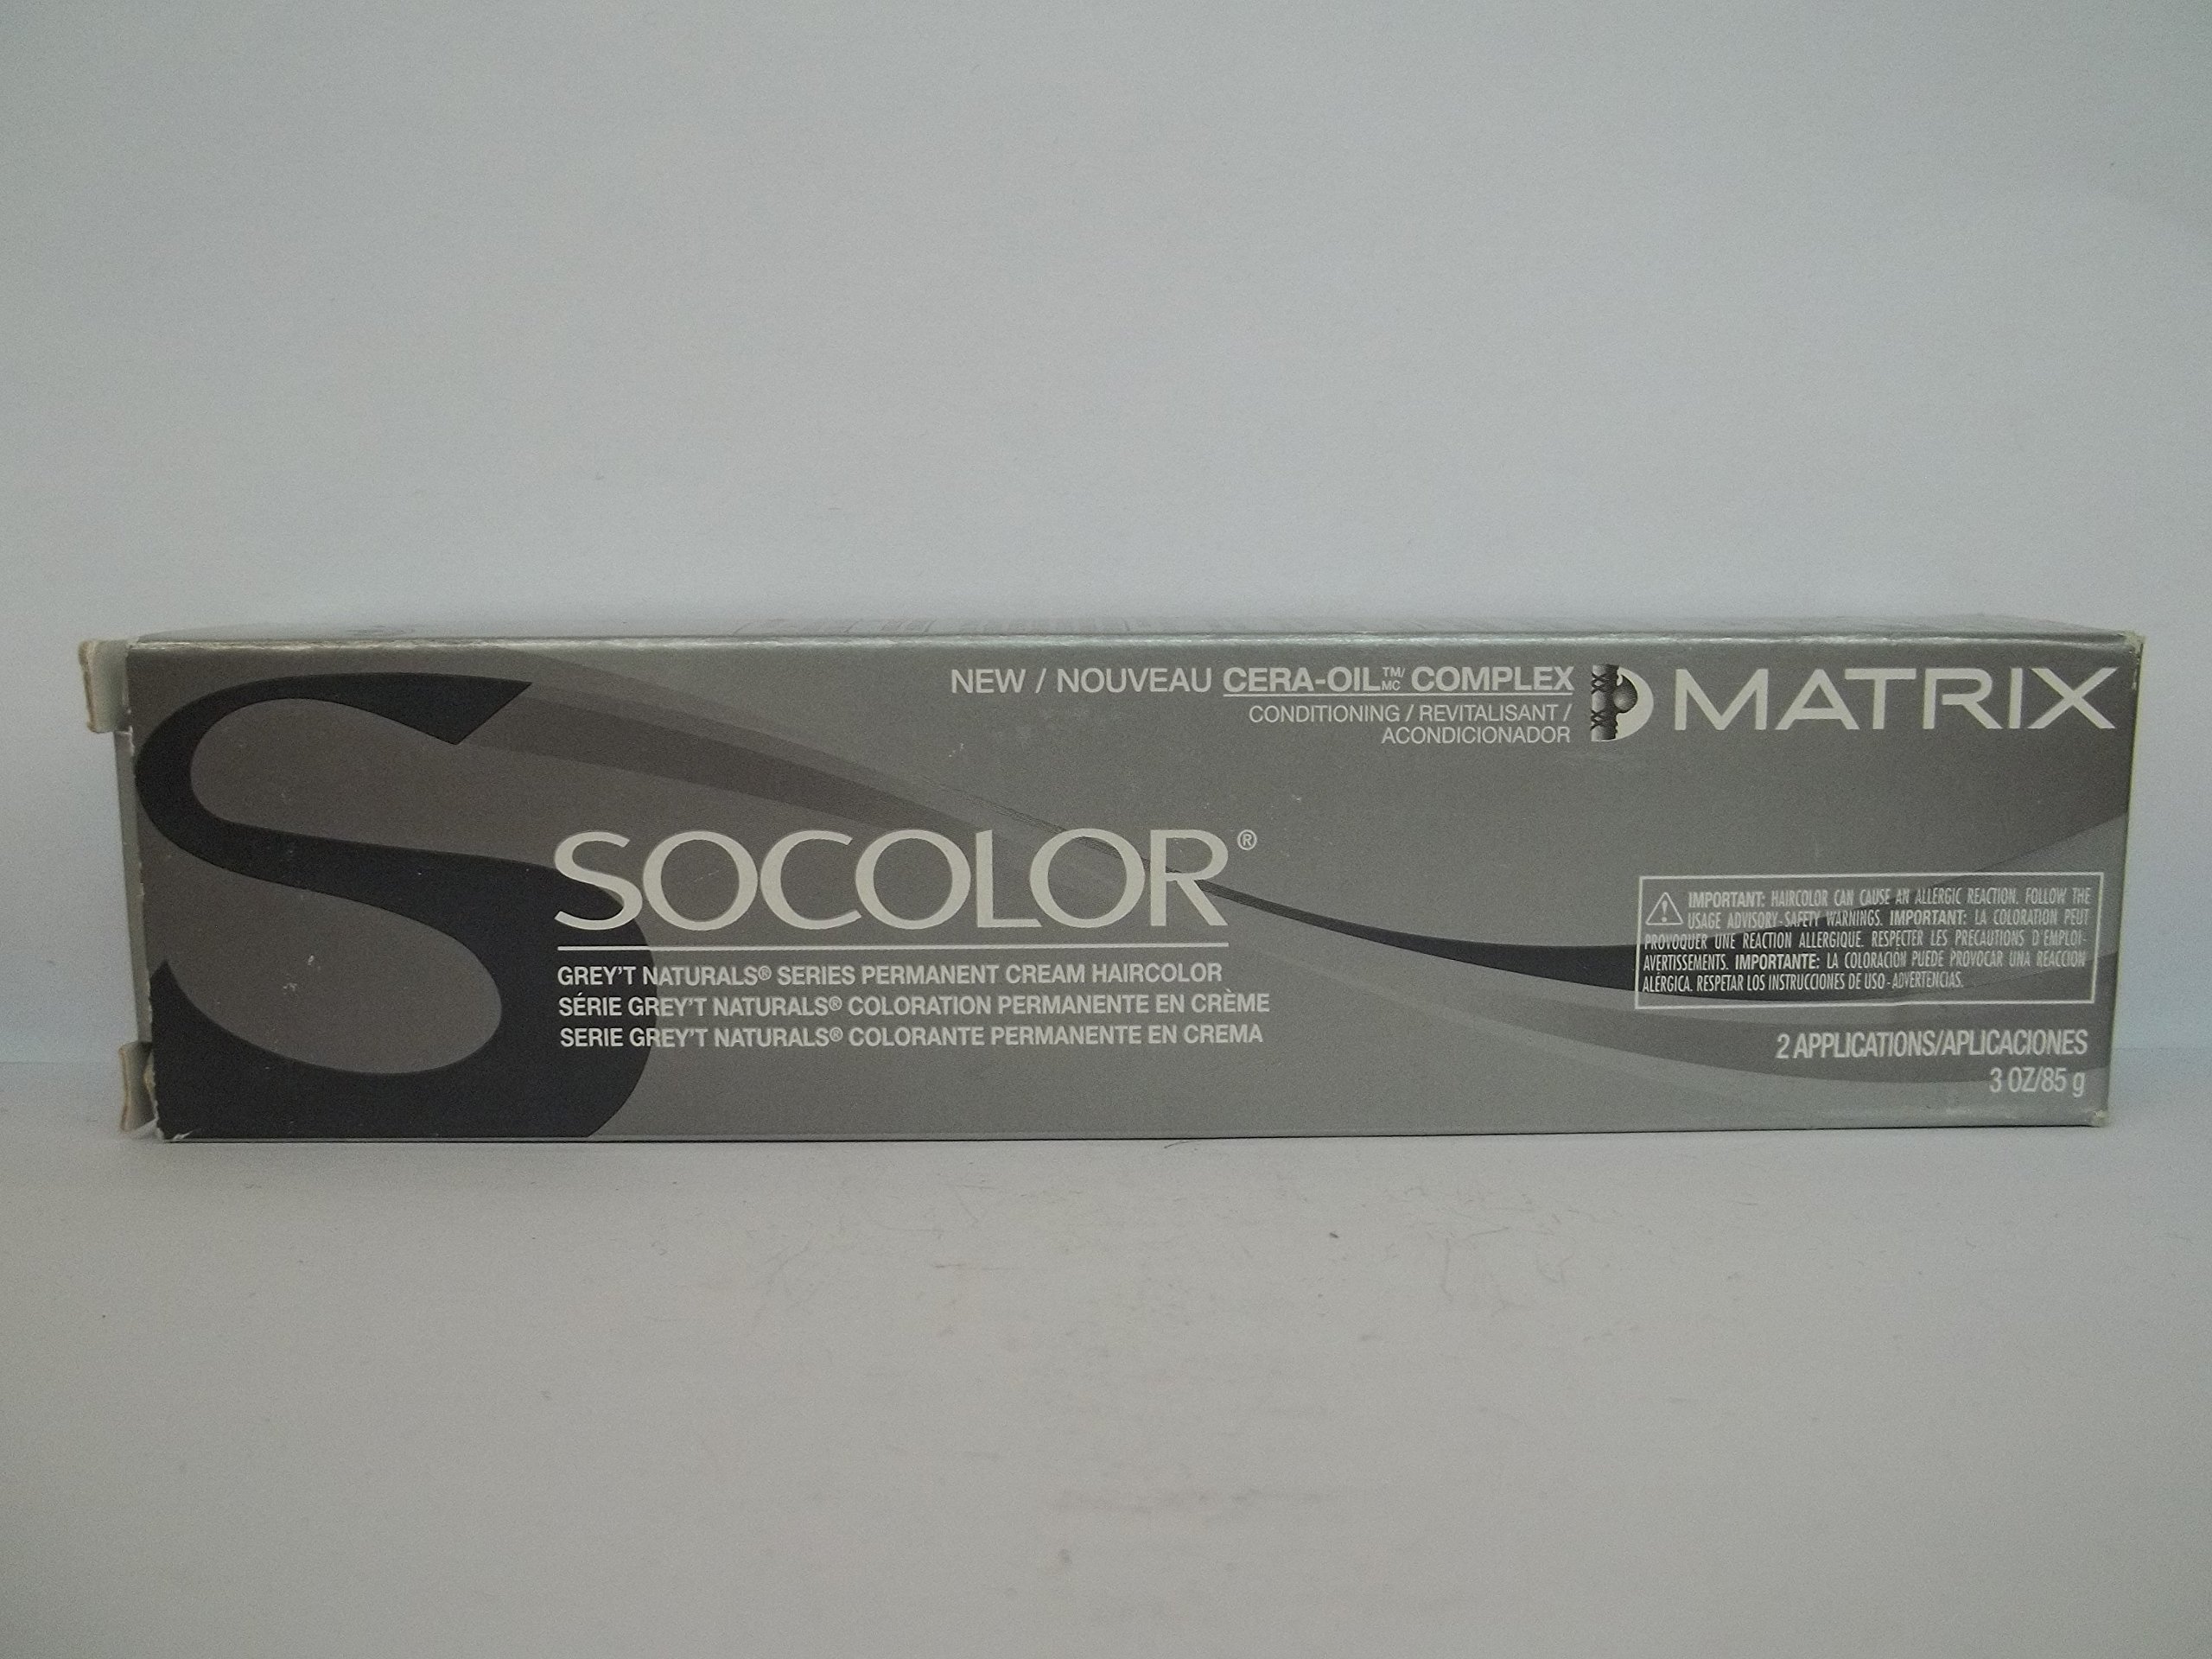 NEW / NOUVEAU CERA-OIL™/MC COMPLEX
CONDITIONING / REVITALISANT /
ACONDICIONADOR
MATRIX
SOCOLOR®
GREY'T NATURALS® SERIES PERMANENT CREAM HAIRCOLOR
SÉRIE GREY'T NATURALS® COLORATION PERMANENTE EN CRÈME
SERIE GREY'T NATURALS® COLORANTE PERMANENTE EN CREMA
IMPORTANT: HAIRCOLOR CAN CAUSE AN ALLERGIC REACTION. FOLLOW THE
USAGE ADVISORY-SAFETY WARNINGS. IMPORTANT: LA COLORATION PEUT
PROVOQUER UNE REACTION ALLERGIQUE. RESPECTER LES PRECAUTIONS D'EMPLOI-
AVERTISSEMENTS. IMPORTANTE: LA COLORACIÓN PUEDE PROVOCAR UNA REACCIÓN
ALÉRGICA. RESPETAR LOS INSTRUCCIONES DE USO-ADVERTENCIAS.
2 APPLICATIONS/APLICACIONES
3 OZ/85 g